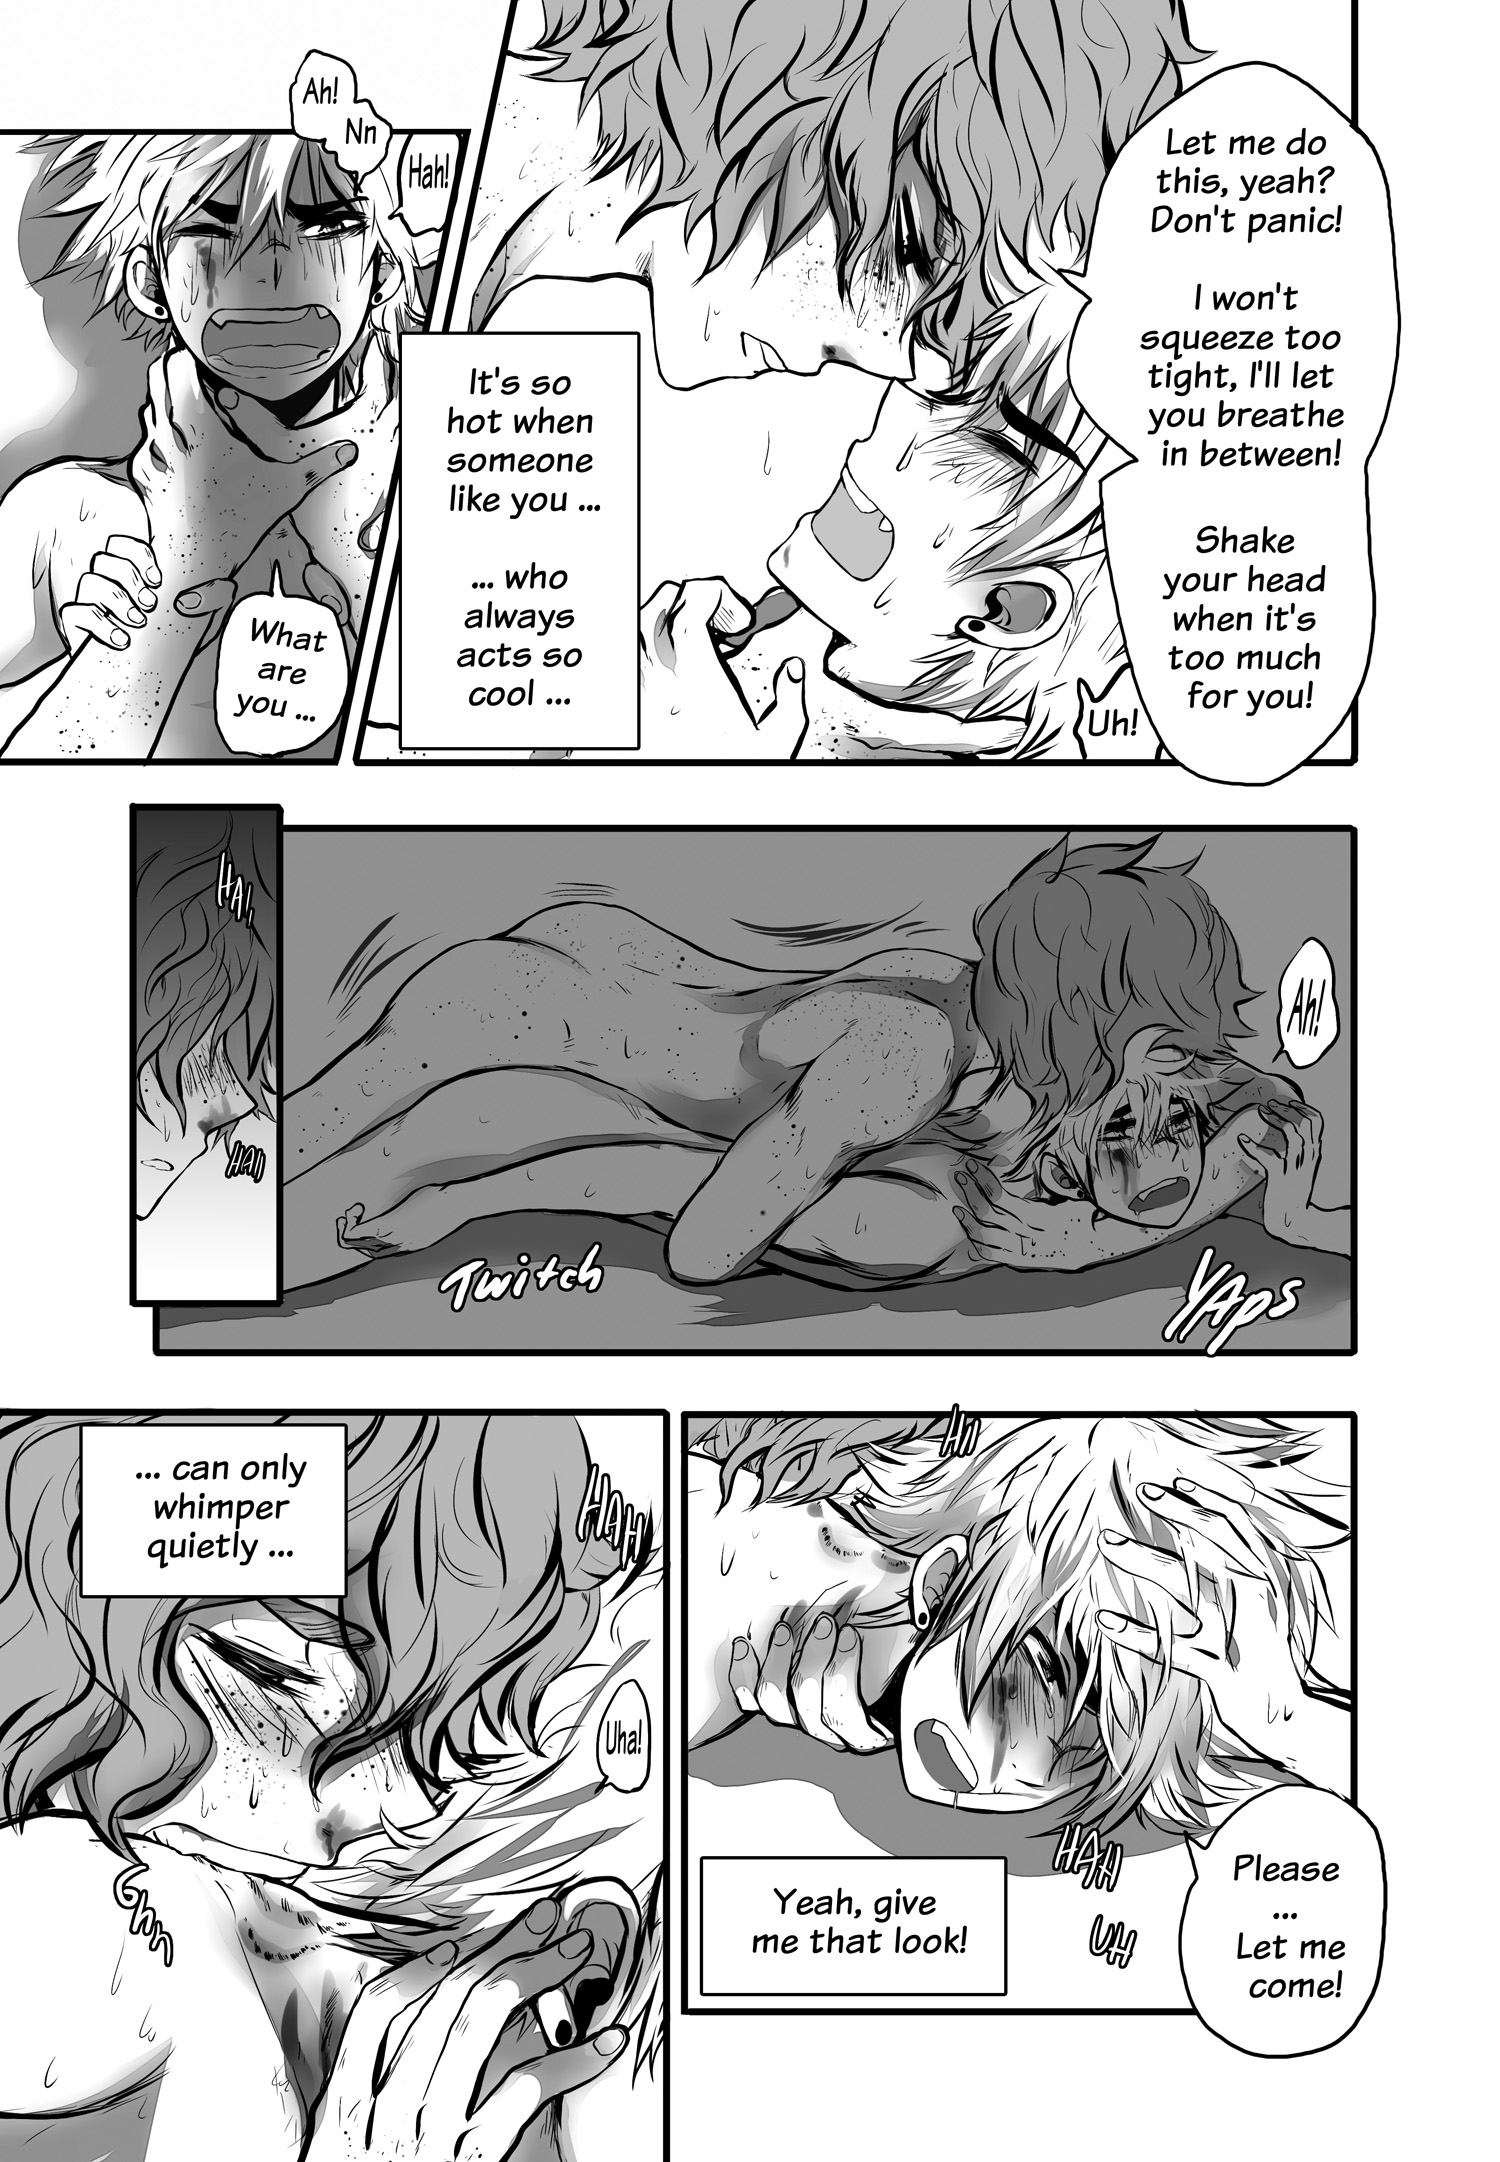 Let me do
this, yeah?
Don't panic!
I won't
squeeze too
tight, I'll let
you breathe
in between!
Shake
your head
when it's
too much
for you!
Uh!
It's so
hot when
someone
like you ...
... who
always
acts so
cool ...
Ah!
Nn
Hah!
What
are
you ...
Ah!
Twitch
YAps
HA!
HAH
Hn
HAH
UH
Please
...
Let me
come!
Yeah, give
me that look!
... can only
whimper
quietly ...
HAH
HAH
Uha!
Ghnn